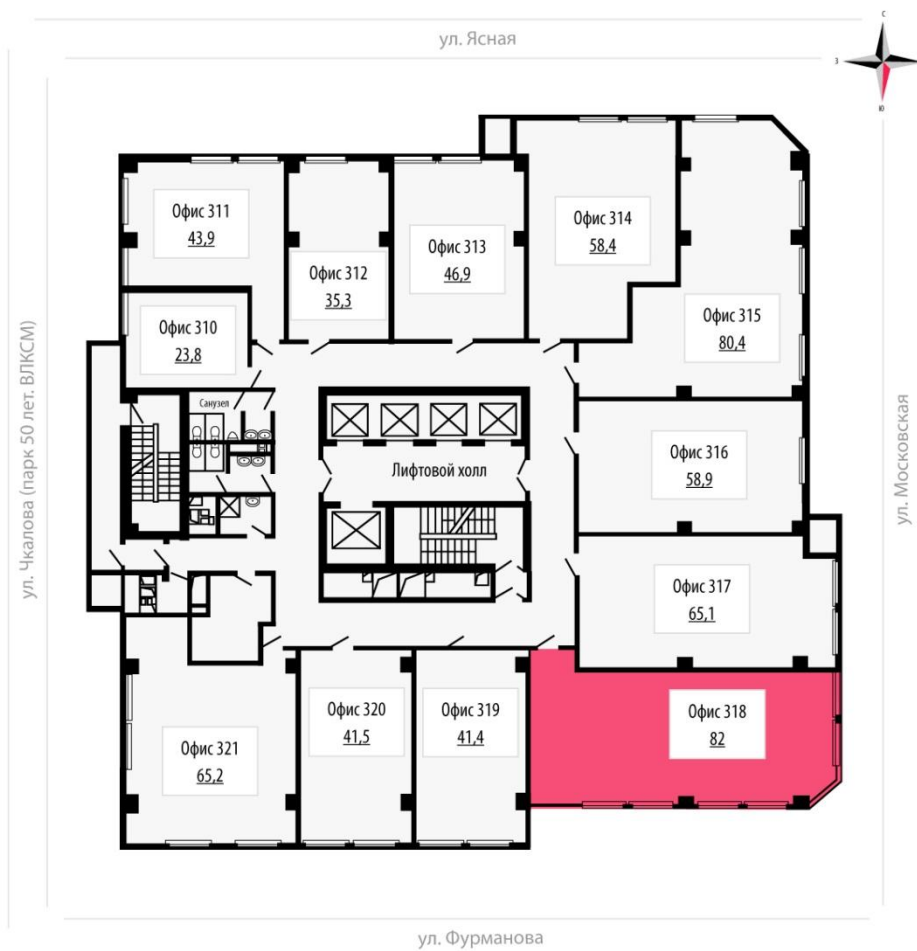 ул. Ясная
С
З
Ю
Офис 311
43,9
Офис 312
35,3
Офис 313
46,9
Офис 314
58,4
Офис 315
80,4
Офис 310
23,8
Санузел
Лифтовой холл
Офис 316
58,9
Офис 317
65,1
Офис 318
82
Офис 319
41,4
Офис 320
41,5
Офис 321
65,2
ул. Чкалова (парк 50 лет. ВЛКСМ)
ул. Московская
ул. Фурманова